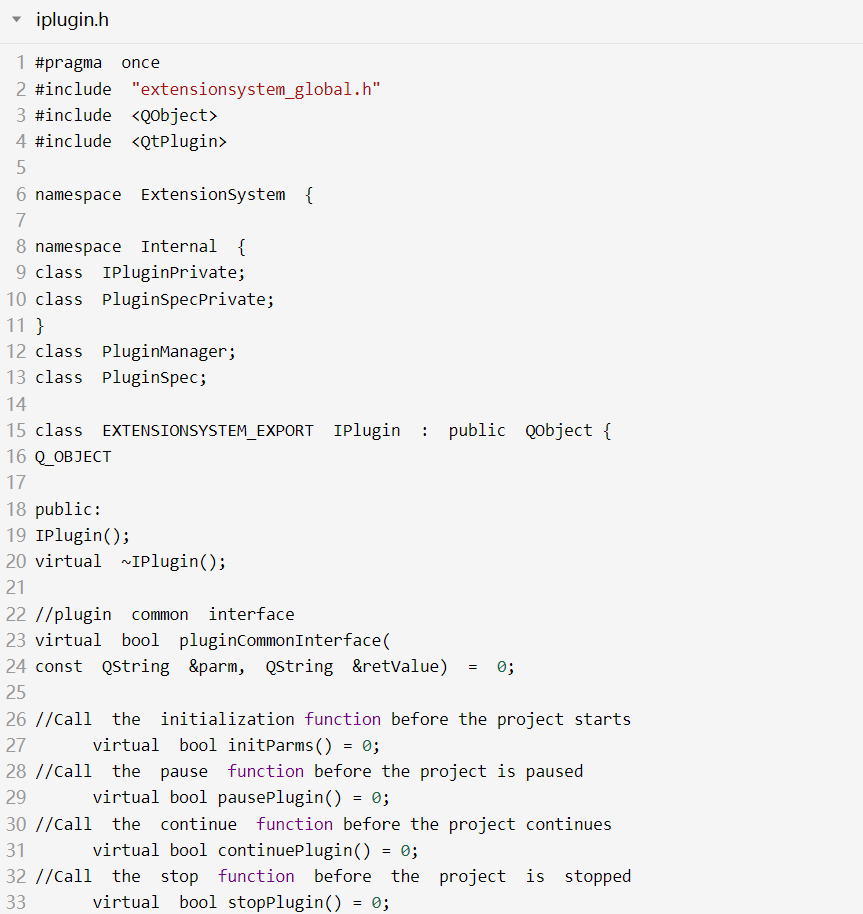 iplugin.h
1 #pragma once
2 #include "extensionsystem_global.h"
3 #include <QObject>
4 #include <QtPlugin>
5
6 namespace ExtensionSystem {
7
8 namespace Internal {
9 class IPluginPrivate;
10 class PluginSpecPrivate;
11 }
12 class PluginManager;
13 class PluginSpec;
14
15 class EXTENSIONSYSTEM_EXPORT IPlugin : public QObject {
16 Q_OBJECT
17
18 public:
19 IPlugin();
20 virtual ~IPlugin();
21
22 //plugin common interface
23 virtual bool pluginCommonInterface(
24 const QString &parm, QString &retValue) = 0;
25
26 //Call the initialization function before the project starts
27 virtual bool initParms() = 0;
28 //Call the pause function before the project is paused
29 virtual bool pausePlugin() = 0;
30 //Call the continue function before the project continues
31 virtual bool continuePlugin() = 0;
32 //Call the stop function before the project is stopped
33 virtual bool stopPlugin() = 0;